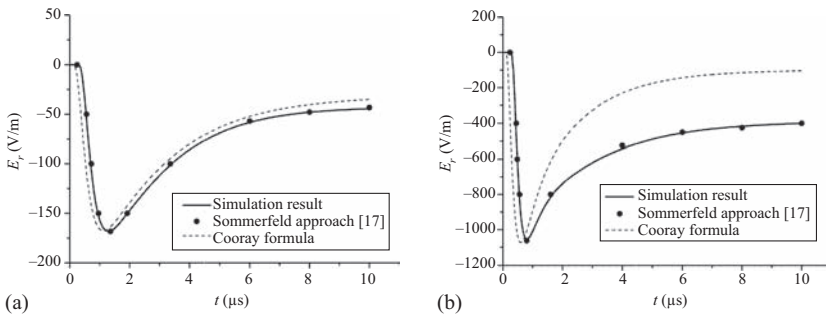 50
0
−50
−100
−150
−200
E_r (V/m)
0
2
4
6
8
10
t (µs)
Simulation result
Sommerfeld approach [17]
Cooray formula
(a)
200
0
−200
−400
−600
−800
−1000
−1200
E_r (V/m)
0
2
4
6
8
10
t (µs)
Simulation result
Sommerfeld approach [17]
Cooray formula
(b)